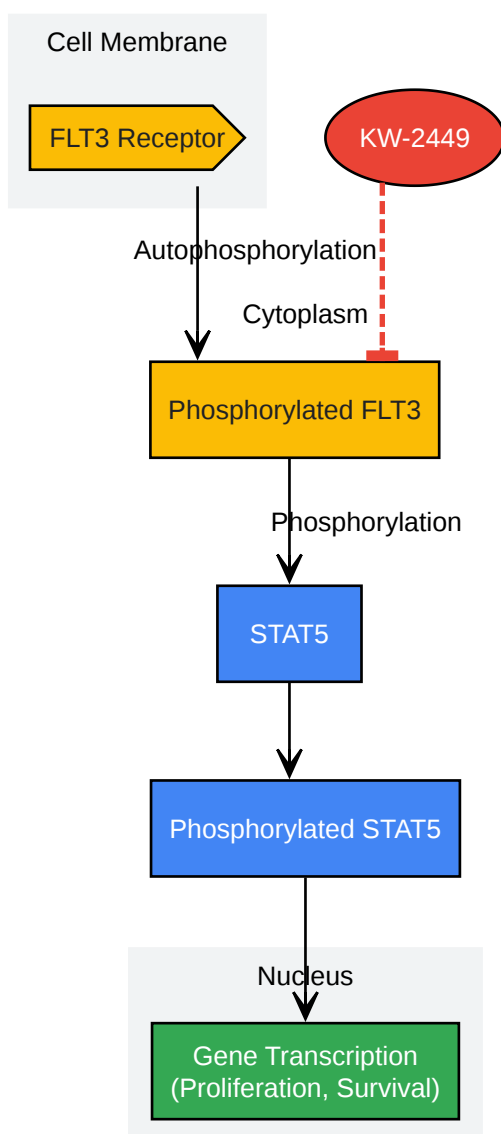 Cell Membrane
FLT3 Receptor
KW-2449
Autophosphorylation
Cytoplasm
Phosphorylated FLT3
Phosphorylation
STAT5
Phosphorylated STAT5
Nucleus
Gene Transcription
(Proliferation, Survival)